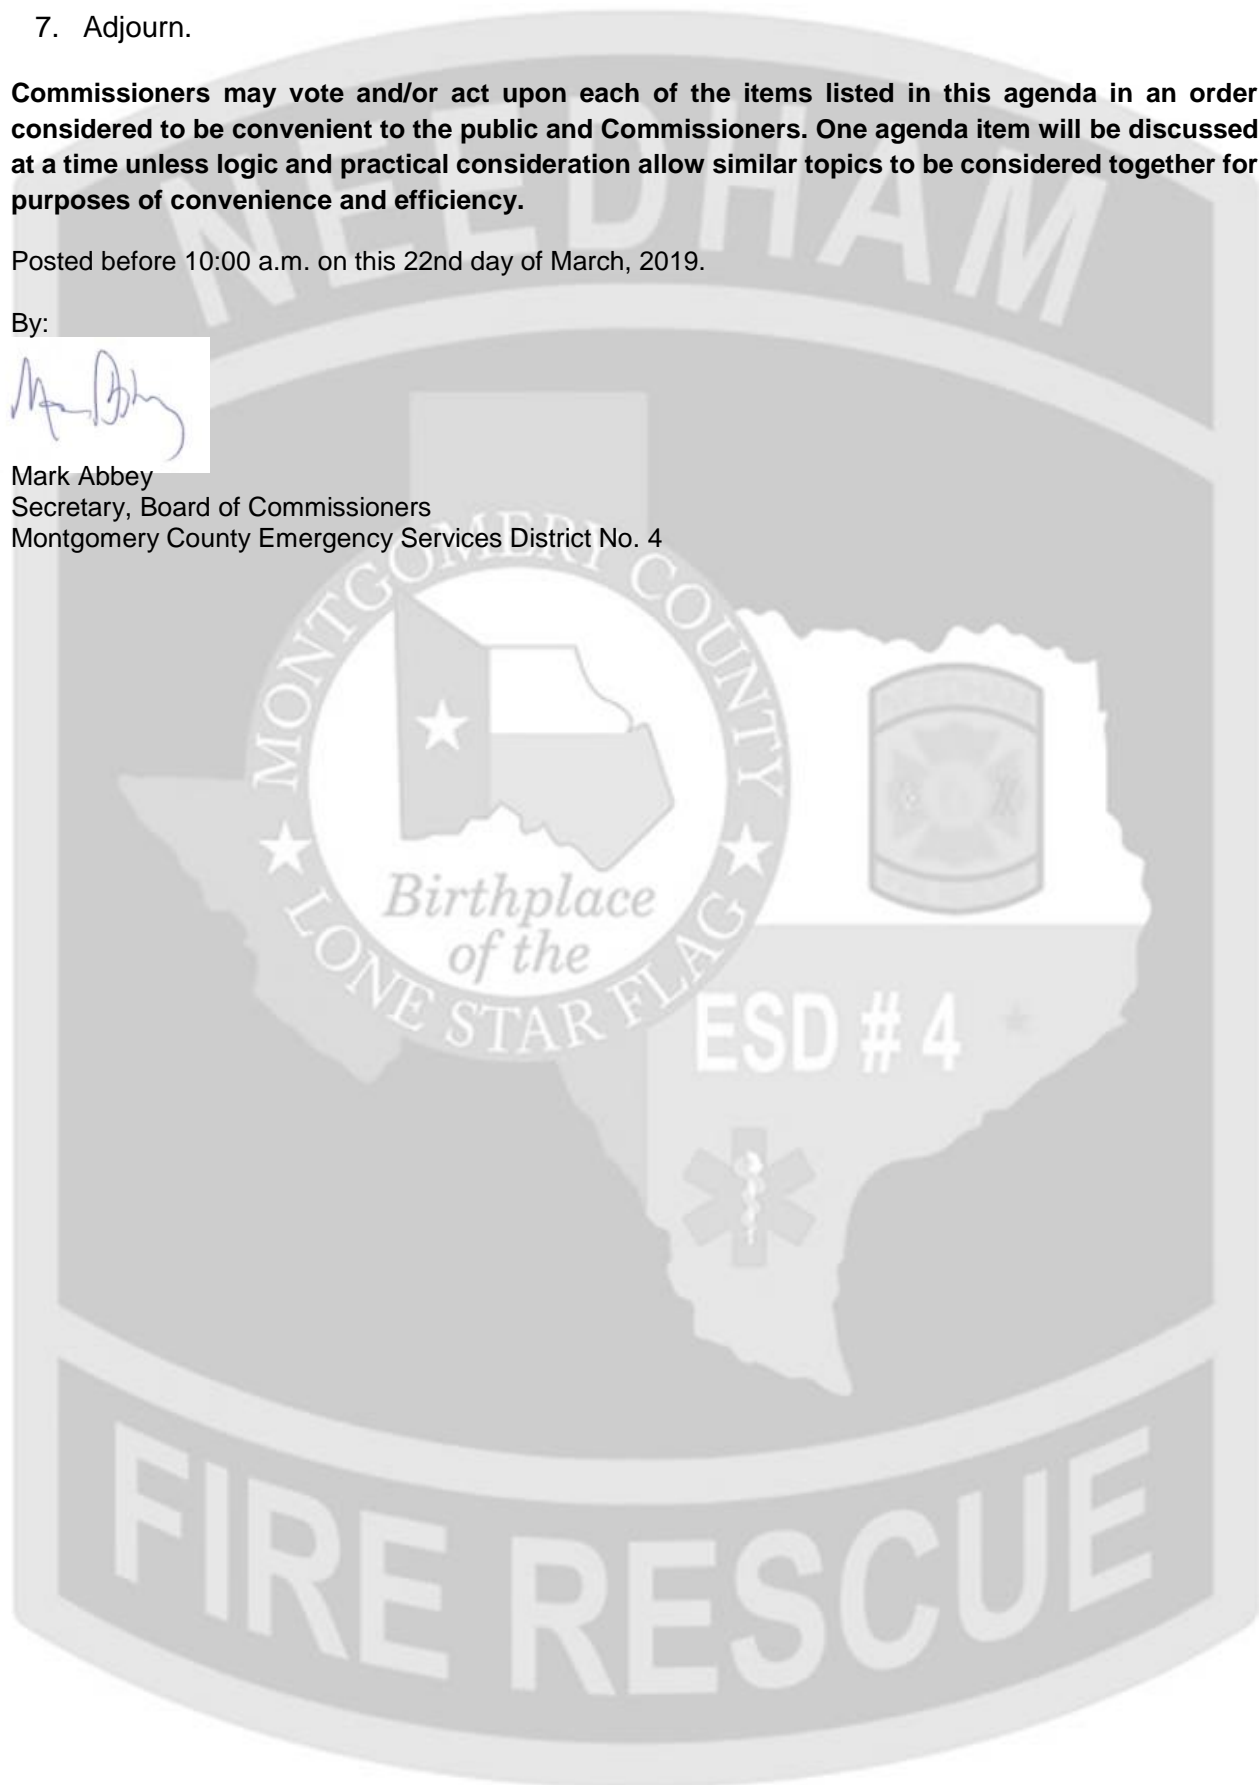 7. Adjourn.
Commissioners may vote and/or act upon each of the items listed in this agenda in an order
considered to be convenient to the public and Commissioners. One agenda item will be discussed
at a time unless logic and practical consideration allow similar topics to be considered together for
purposes of convenience and efficiency.
Posted before 10:00 a.m. on this 22nd day of March, 2019.
By:
Mark Abbey
Secretary, Board of Commissioners
Montgomery County Emergency Services District No. 4
NEEDHAM
MONTGOMERY COUNTY
Birthplace
of the
LONE STAR FLAG
ESD # 4
FIRE RESCUE